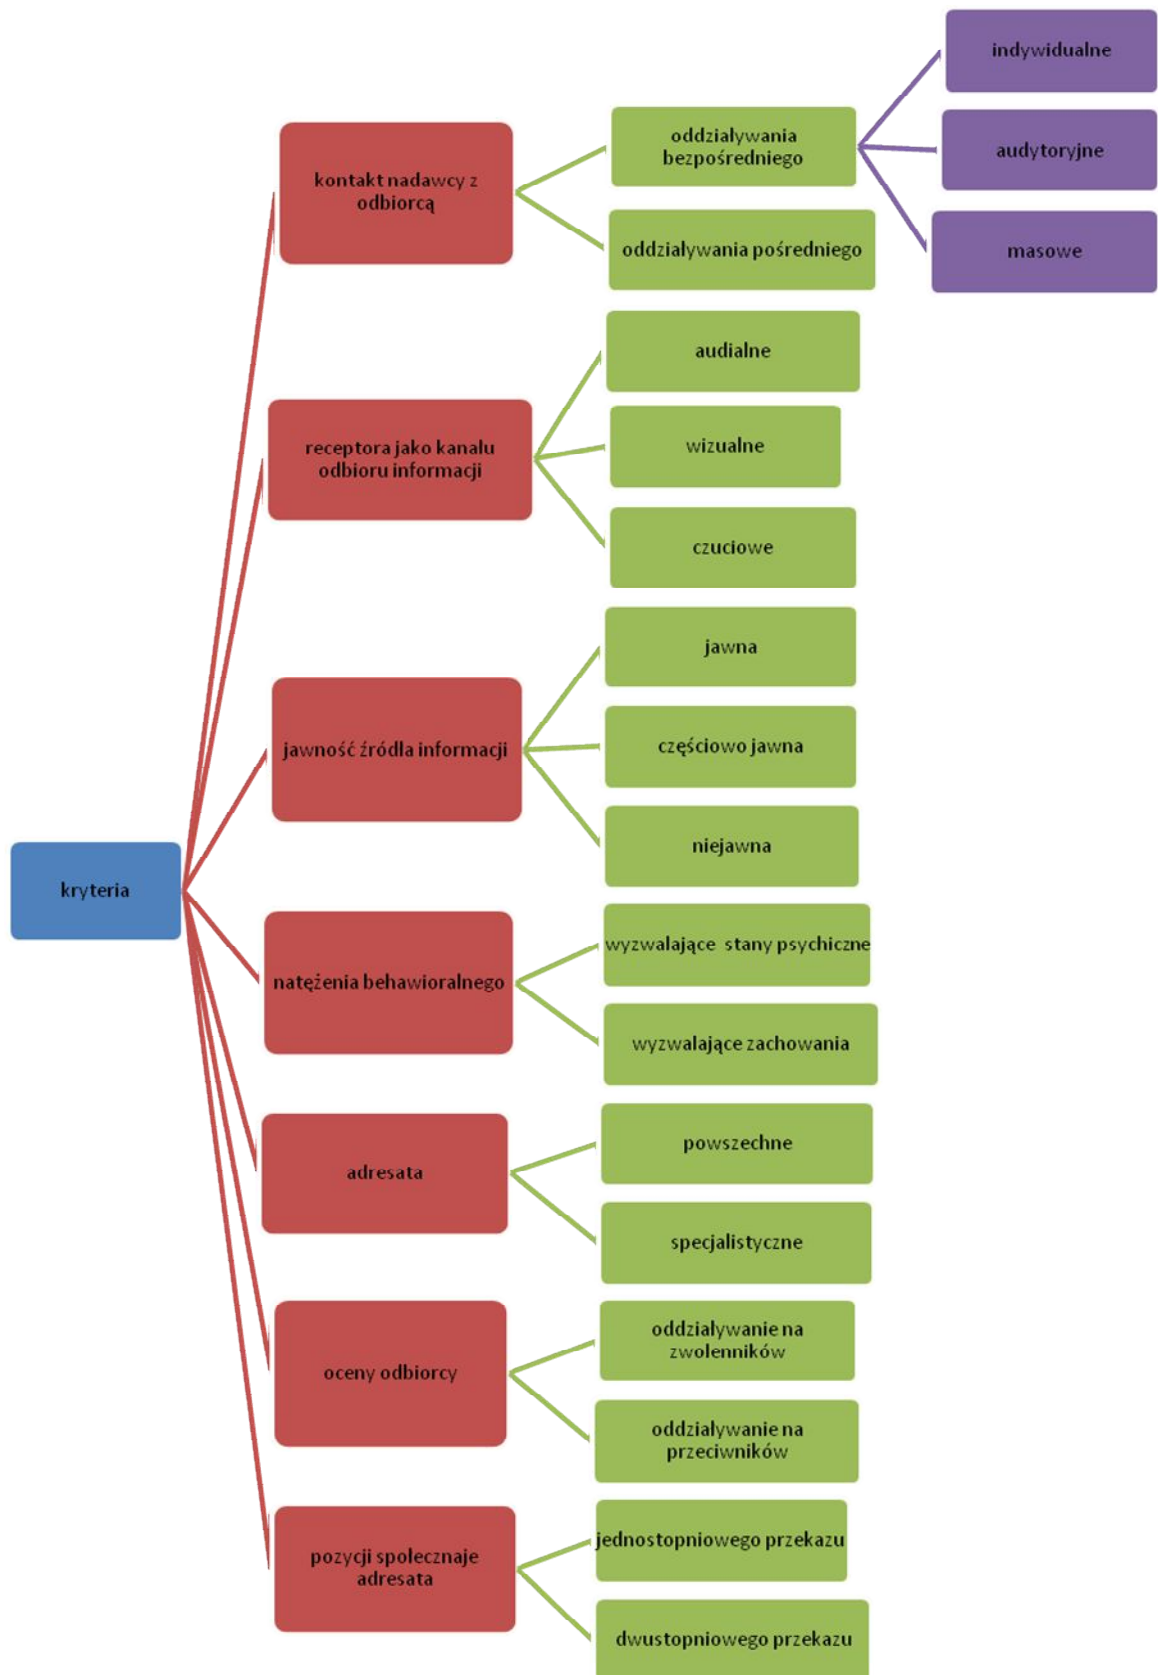 kryteria
kontakt nadawcy z
odbiorcą
oddziaływania
bezpośredniego
indywidualne
audytoryjne
masowe
oddziaływania pośredniego
receptora jako kanału
odbioru informacji
audialne
wizualne
czuciowe
jawność źródła informacji
jawna
częściowo jawna
niejawna
natężenia behawioralnego
wyzwalające stany psychiczne
wyzwalające zachowania
adresata
powszechne
specjalistyczne
oceny odbiorcy
oddziaływanie na
zwolenników
oddziaływanie na
przeciwników
pozycji społecznaje
adresata
jednostopniowego przekazu
dwustopniowego przekazu